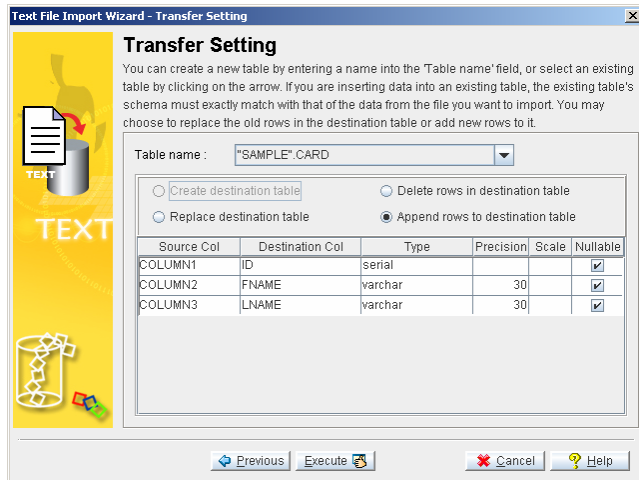 Text File Import Wizard - Transfer Setting
Transfer Setting
You can create a new table by entering a name into the 'Table name' field, or select an existing
table by clicking on the arrow. If you are inserting data into an existing table, the existing table's
schema must exactly match with that of the data from the file you want to import. You may
choose to replace the old rows in the destination table or add new rows to it.
Table name :
"SAMPLE".CARD
Create destination table
Delete rows in destination table
Replace destination table
Append rows to destination table
Source Col Destination Col Type Precision Scale Nullable
COLUMN1 ID serial
COLUMN2 FNAME varchar 30
COLUMN3 LNAME varchar 30
TEXT
TEXT
Previous
Execute
Cancel
Help